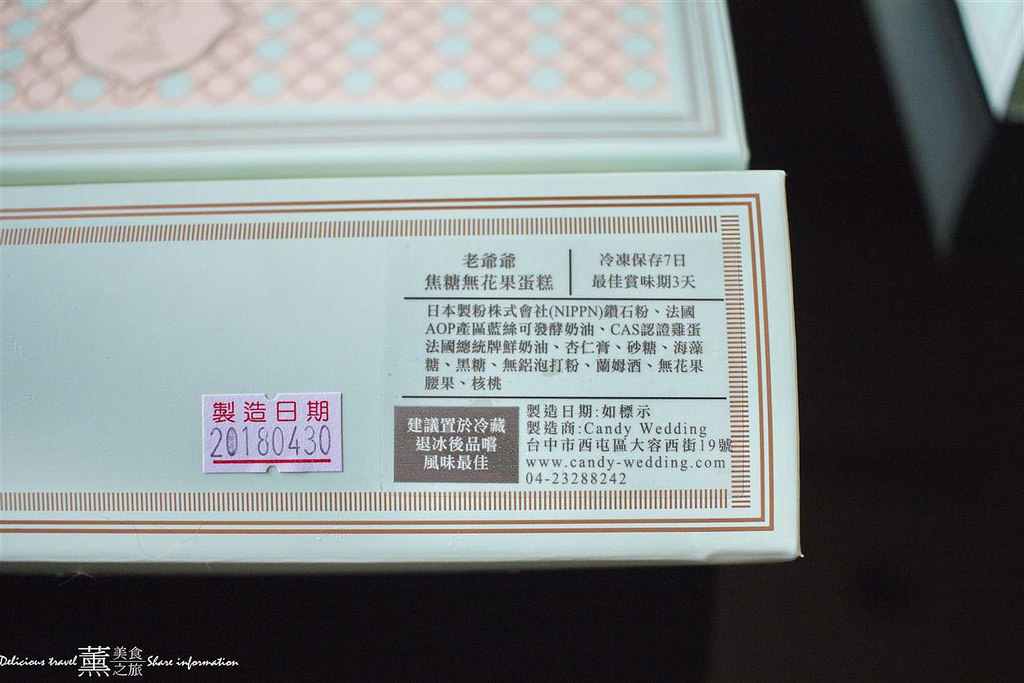 老爺爺
焦糖無花果蛋糕
冷凍保存7日
最佳賞味期3天
日本製粉株式會社(NIPPN)鑽石粉、法國
AOP產區藍絲可發酵奶油、CAS認證雞蛋
法國總統牌鮮奶油、杏仁膏、砂糖、海藻
糖、黑糖、無鋁泡打粉、蘭姆酒、無花果
腰果、核桃
製造日期
20180430
建議置於冷藏
退冰後品嚐
風味最佳
製造日期:如標示
製造商:Candy Wedding
台中市西屯區大容西街19號
www.candy-wedding.com
04-23288242
Delicious travel 薰 美食之旅 Share information